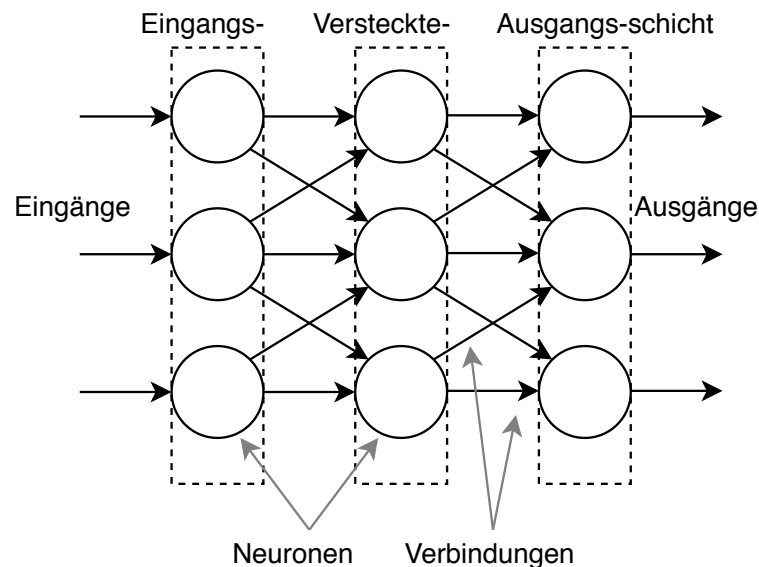 Eingangs- Versteckte- Ausgangs-schicht
Eingänge
Ausgänge
Neuronen
Verbindungen